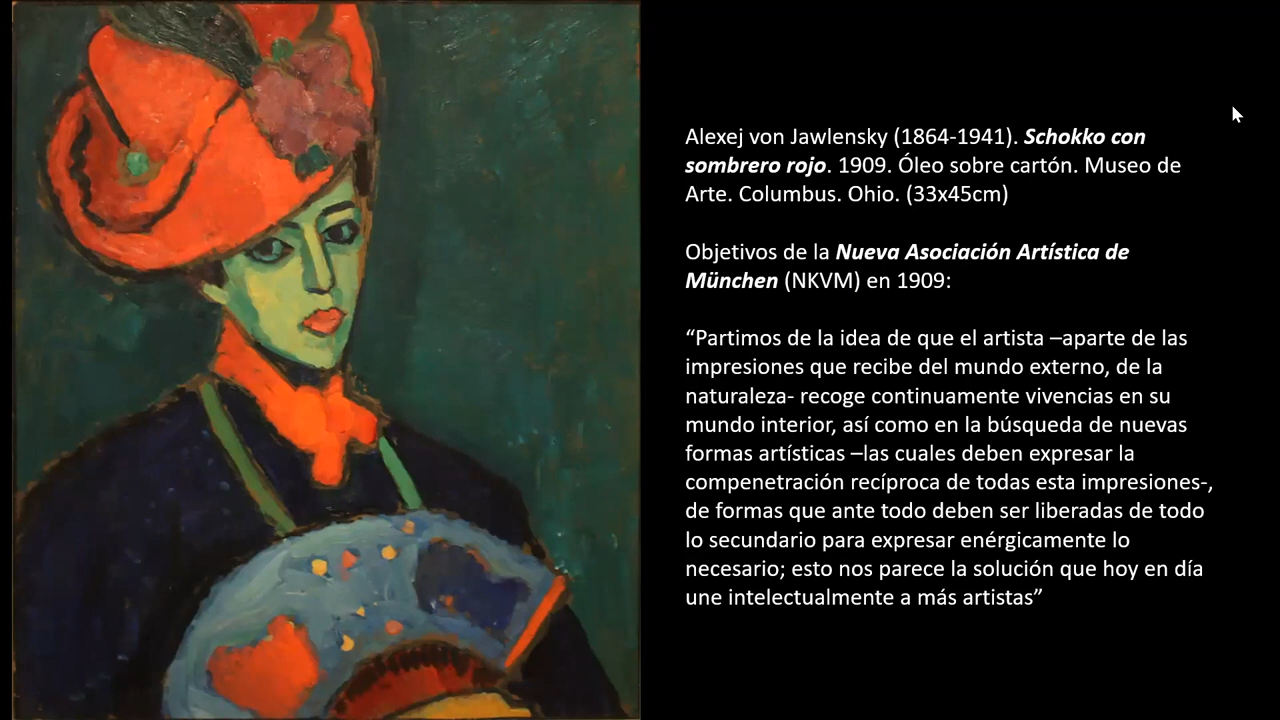 Alexej von Jawlensky (1864-1941). Schokko con
sombrero rojo. 1909. Óleo sobre cartón. Museo de
Arte. Columbus. Ohio. (33x45cm)
Objetivos de la Nueva Asociación Artística de
München (NKVM) en 1909:
“Partimos de la idea de que el artista –aparte de las
impresiones que recibe del mundo externo, de la
naturaleza- recoge continuamente vivencias en su
mundo interior, así como en la búsqueda de nuevas
formas artísticas –las cuales deben expresar la
compenetración recíproca de todas esta impresiones-,
de formas que ante todo deben ser liberadas de todo
lo secundario para expresar enérgicamente lo
necesario; esto nos parece la solución que hoy en día
une intelectualmente a más artistas”